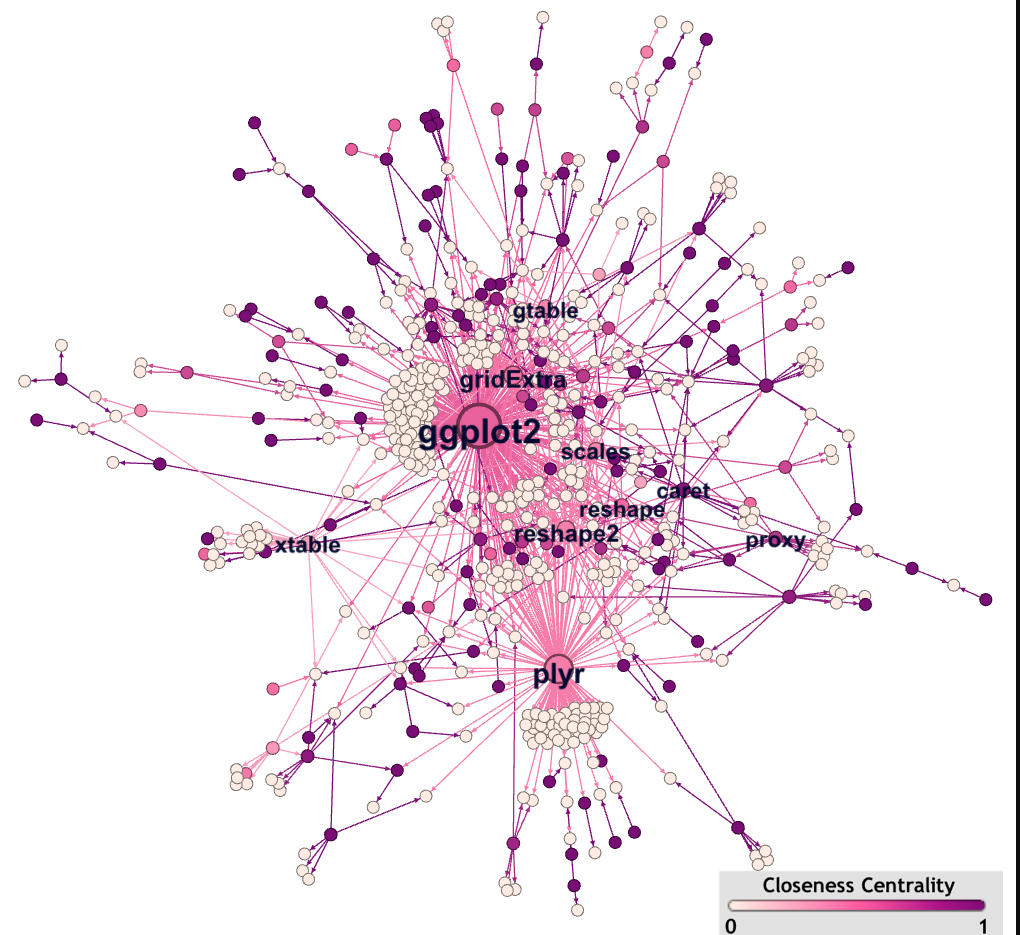 gtable
gridExtra
ggplot2
scales
caret
reshape
reshape2
proxy
xtable
plyr
Closeness Centrality
0 1